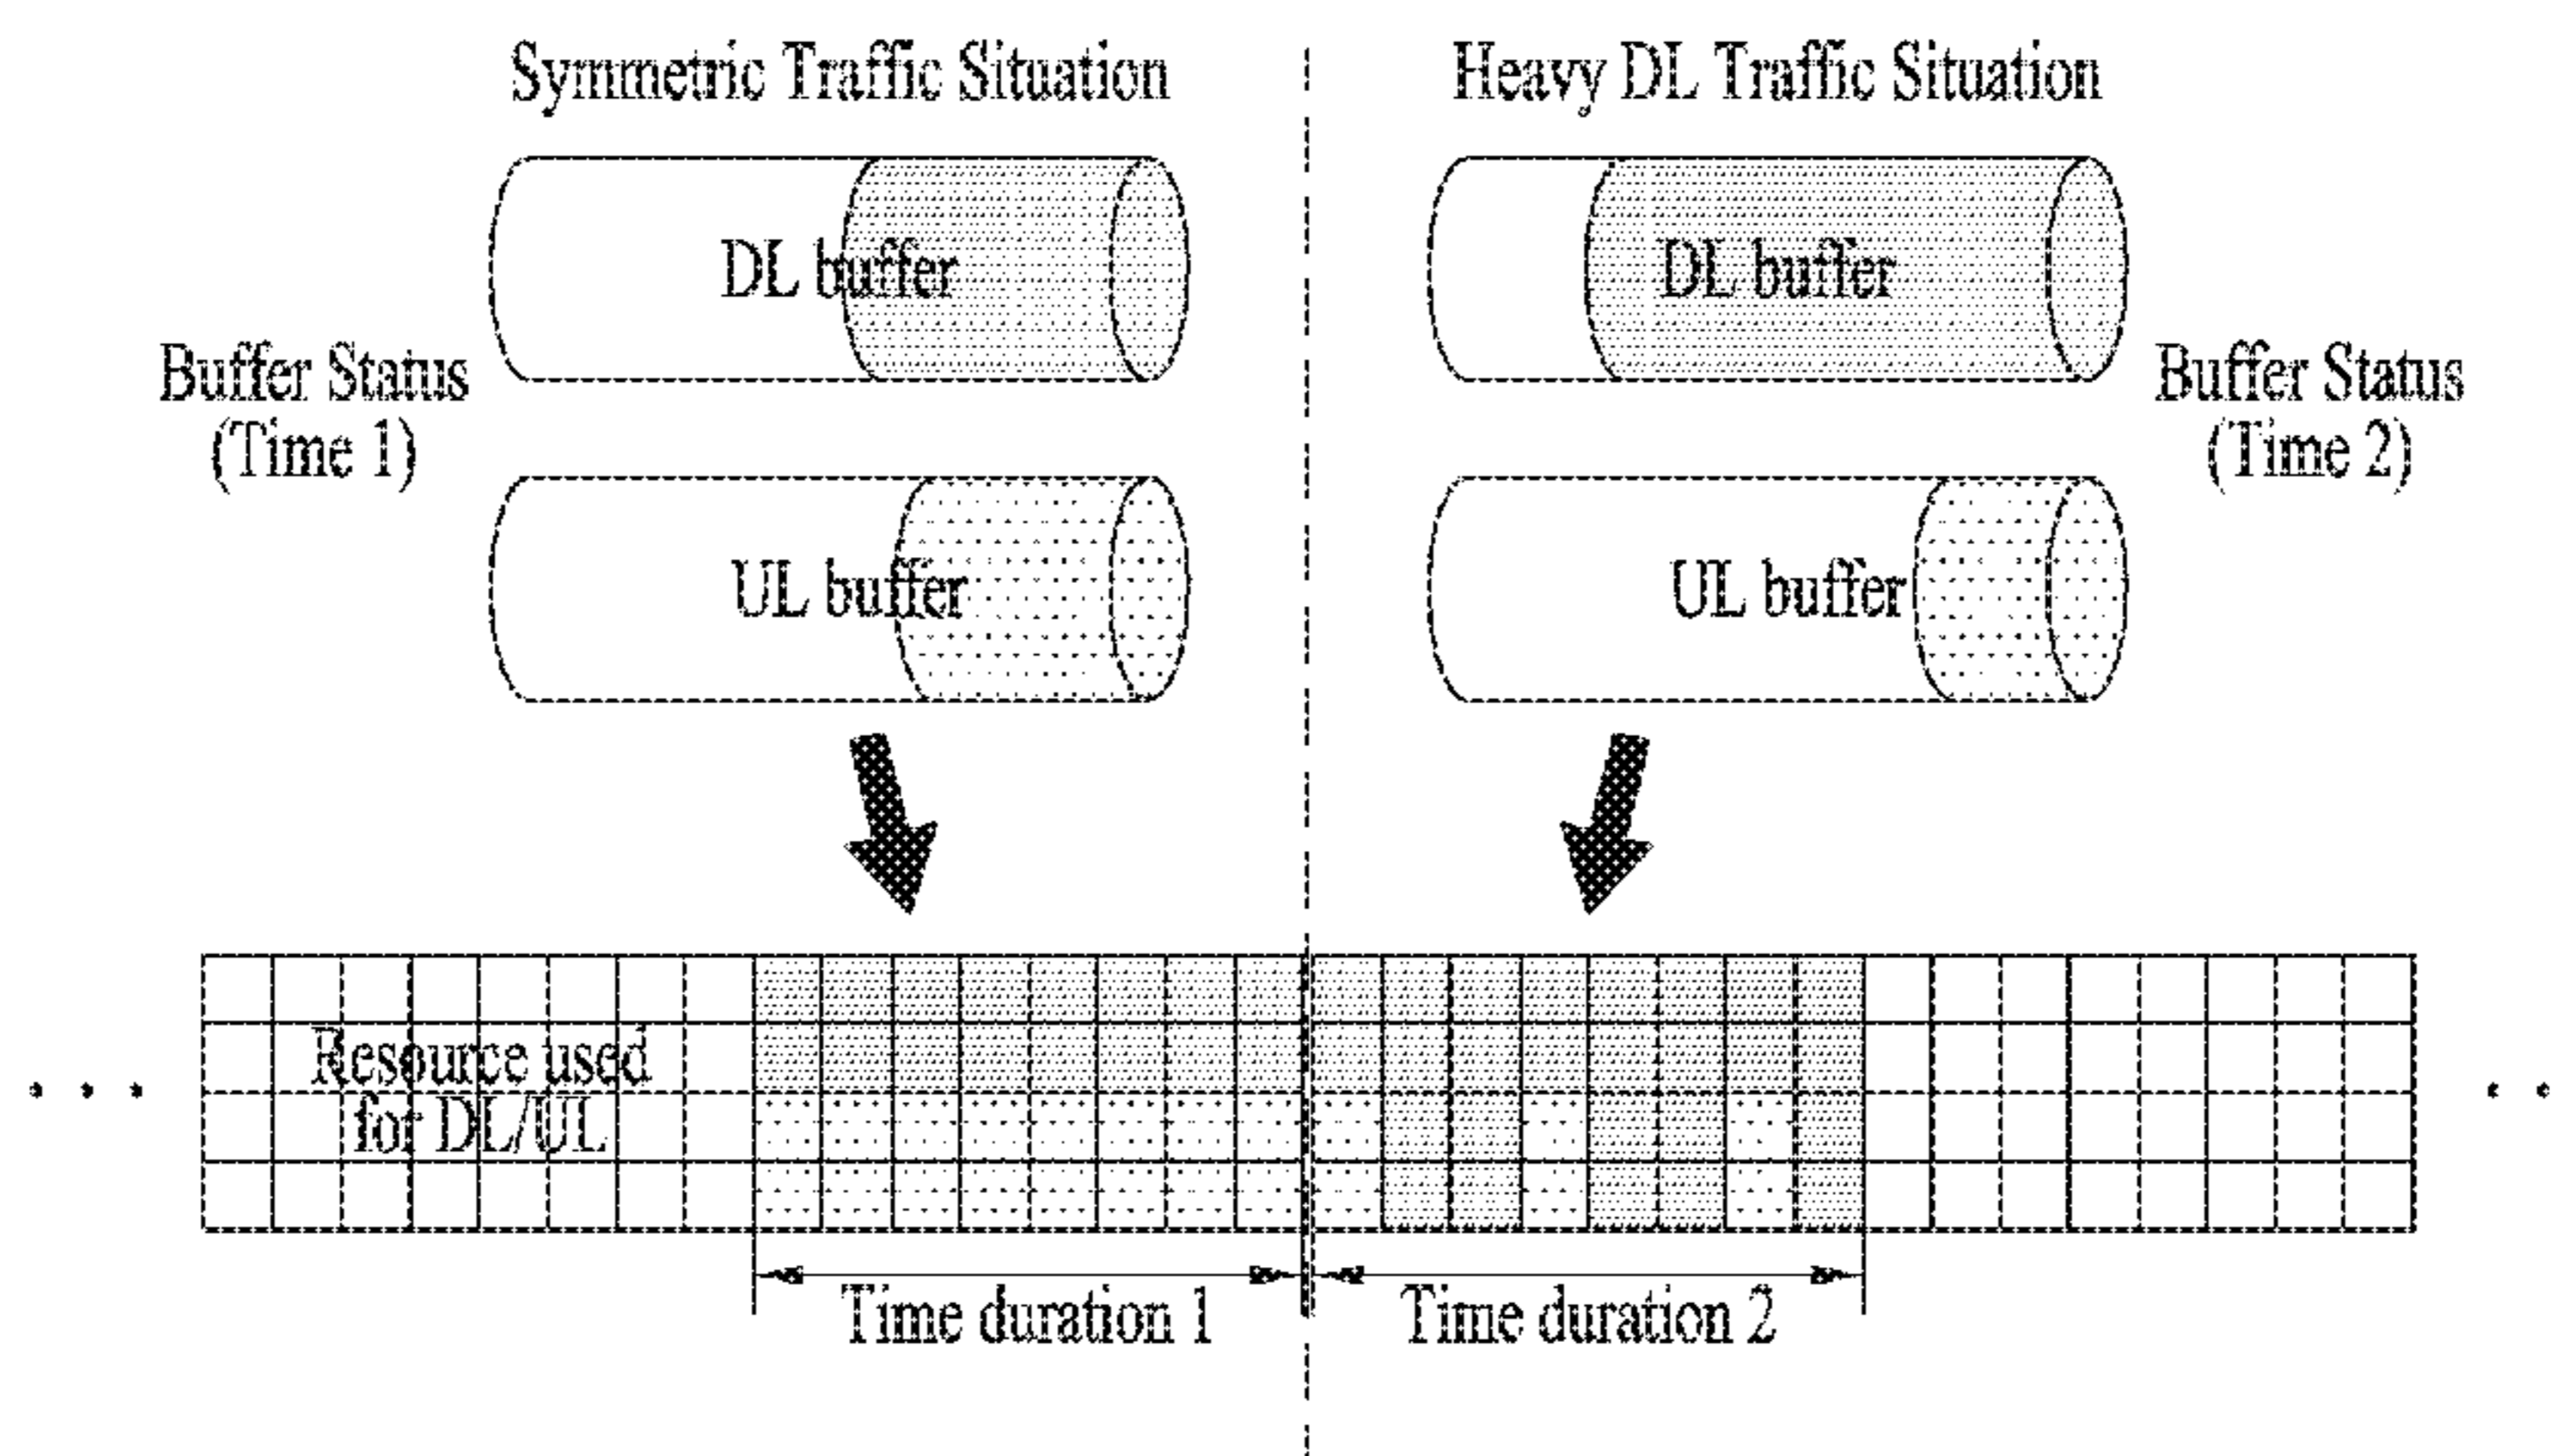 Symmetric Traffic Situation
Heavy DL Traffic Situation
DL buffer
DL buffer
Buffer Status
(Time 1)
Buffer Status
(Time 2)
UL buffer
UL buffer
Resource used
for DL/UL
Time duration 1
Time duration 2